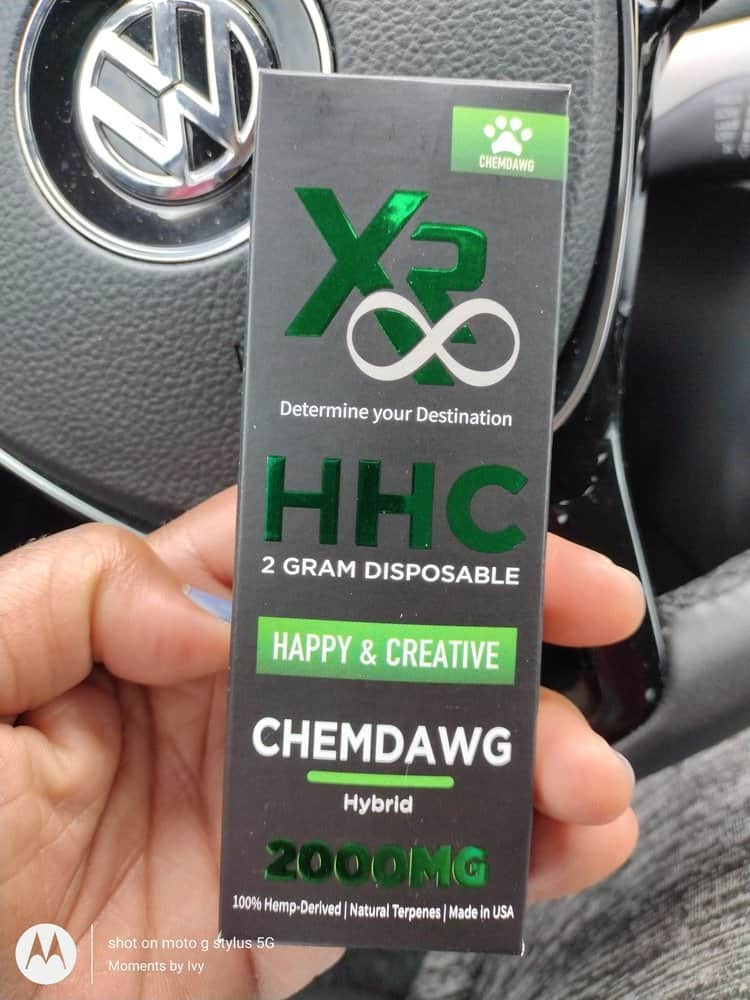 CHEMDAWG
XR
Determine your Destination
HHC
2 GRAM DISPOSABLE
HAPPY & CREATIVE
CHEMDAWG
Hybrid
2000MG
100% Hemp-Derived | Natural Terpenes | Made in USA
shot on moto g stylus 5G
Moments by Ivy